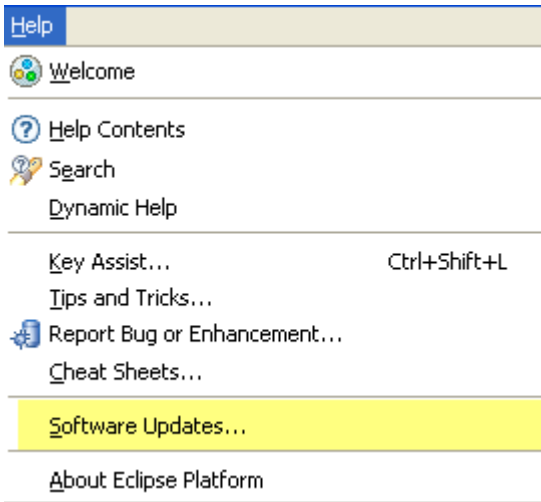 Help
Welcome
Help Contents
Search
Dynamic Help
Key Assist... Ctrl+Shift+L
Tips and Tricks...
Report Bug or Enhancement...
Cheat Sheets...
Software Updates...
About Eclipse Platform